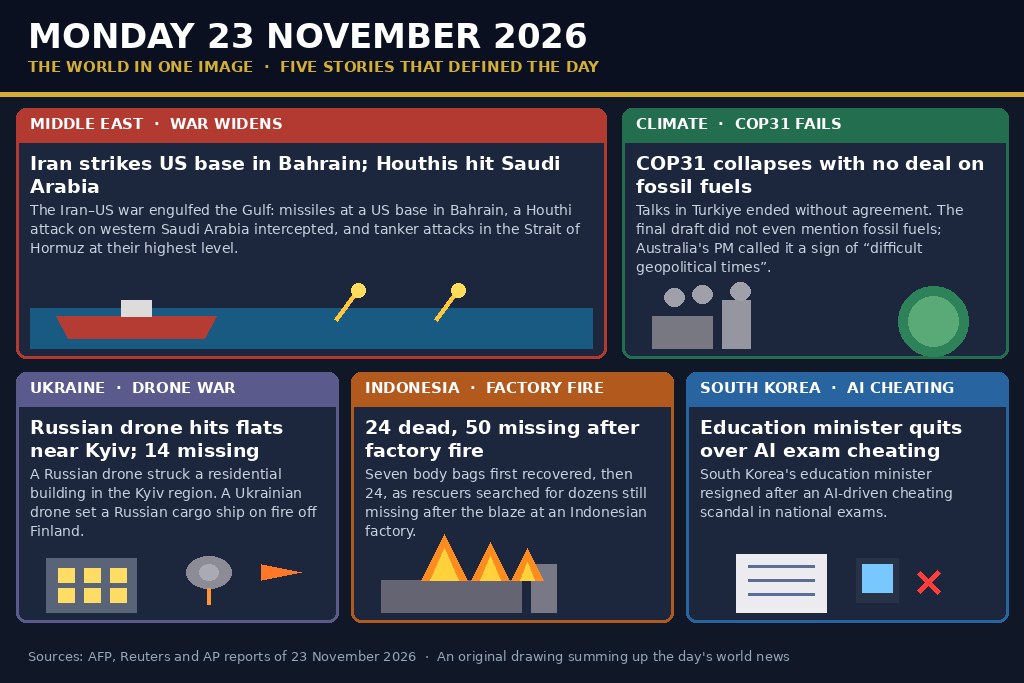 MONDAY 23 NOVEMBER 2026
THE WORLD IN ONE IMAGE · FIVE STORIES THAT DEFINED THE DAY
MIDDLE EAST · WAR WIDENS
Iran strikes US base in Bahrain; Houthis hit Saudi
Arabia
The Iran–US war engulfed the Gulf: missiles at a US base in Bahrain, a Houthi
attack on western Saudi Arabia intercepted, and tanker attacks in the Strait of
Hormuz at their highest level.
CLIMATE · COP31 FAILS
COP31 collapses with no deal on
fossil fuels
Talks in Turkiye ended without agreement. The
final draft did not even mention fossil fuels;
Australia's PM called it a sign of “difficult
geopolitical times”.
UKRAINE · DRONE WAR
Russian drone hits flats
near Kyiv; 14 missing
A Russian drone struck a residential
building in the Kyiv region. A Ukrainian
drone set a Russian cargo ship on fire off
Finland.
INDONESIA · FACTORY FIRE
24 dead, 50 missing after
factory fire
Seven body bags first recovered, then
24, as rescuers searched for dozens still
missing after the blaze at an Indonesian
factory.
SOUTH KOREA · AI CHEATING
Education minister quits
over AI exam cheating
South Korea's education minister
resigned after an AI-driven cheating
scandal in national exams.
Sources: AFP, Reuters and AP reports of 23 November 2026 · An original drawing summing up the day's world news